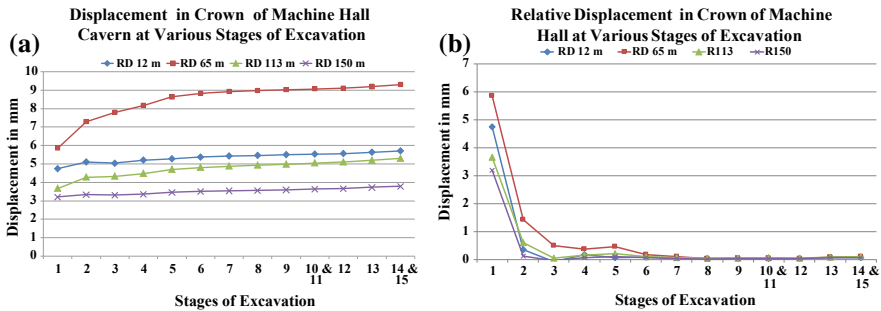 (a)
Displacement in Crown of Machine Hall
Cavern at Various Stages of Excavation
RD 12 m RD 65 m RD 113 m RD 150 m
Displacement in mm
10
9
8
7
6
5
4
3
2
1
0
1 2 3 4 5 6 7 8 9 10 & 11 12 13 14 & 15
Stages of Excavation
(b)
Relative Displacement in Crown of Machine
Hall at Various Stages of Excavation
RD 12 m RD 65 m R113 R150
Displacement in mm
7
6
5
4
3
2
1
0
1 2 3 4 5 6 7 8 9 10 & 11 12 13 14 & 15
Stages of Excavation